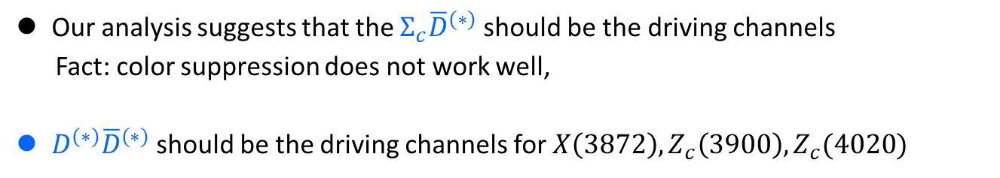 ● Our analysis suggests that the Σ_c D̅^(*) should be the driving channels
Fact: color suppression does not work well,
● D^(*) D̅^(*) should be the driving channels for X(3872), Z_c(3900), Z_c(4020)